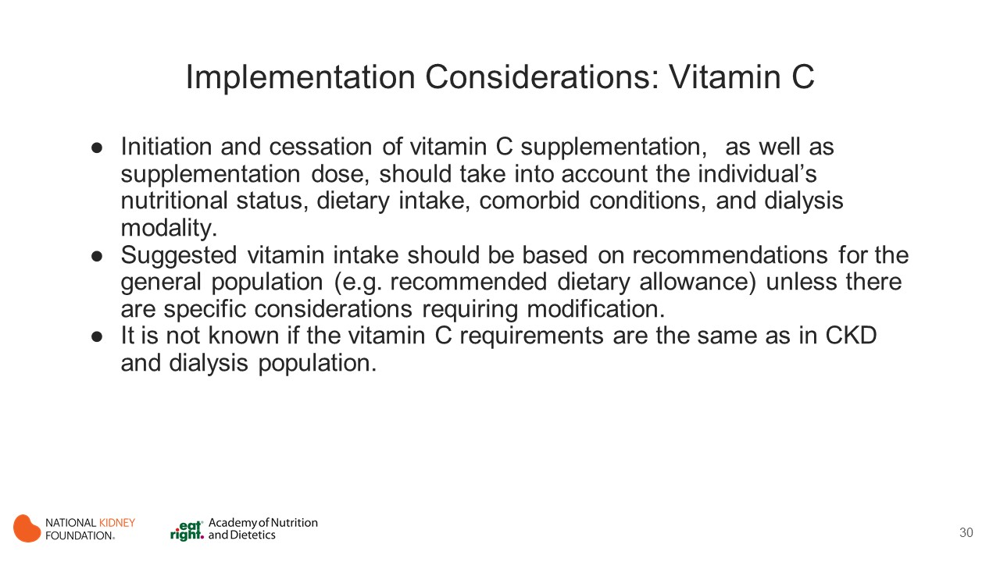 Implementation Considerations: Vitamin C
● Initiation and cessation of vitamin C supplementation,  as well as
supplementation dose, should take into account the individual’s
nutritional status, dietary intake, comorbid conditions, and dialysis
modality.
● Suggested vitamin intake should be based on recommendations for the
general population (e.g. recommended dietary allowance) unless there
are specific considerations requiring modification.
● It is not known if the vitamin C requirements are the same as in CKD
and dialysis population.
NATIONAL KIDNEY
FOUNDATION®
eat
right.
Academy of Nutrition
and Dietetics
30